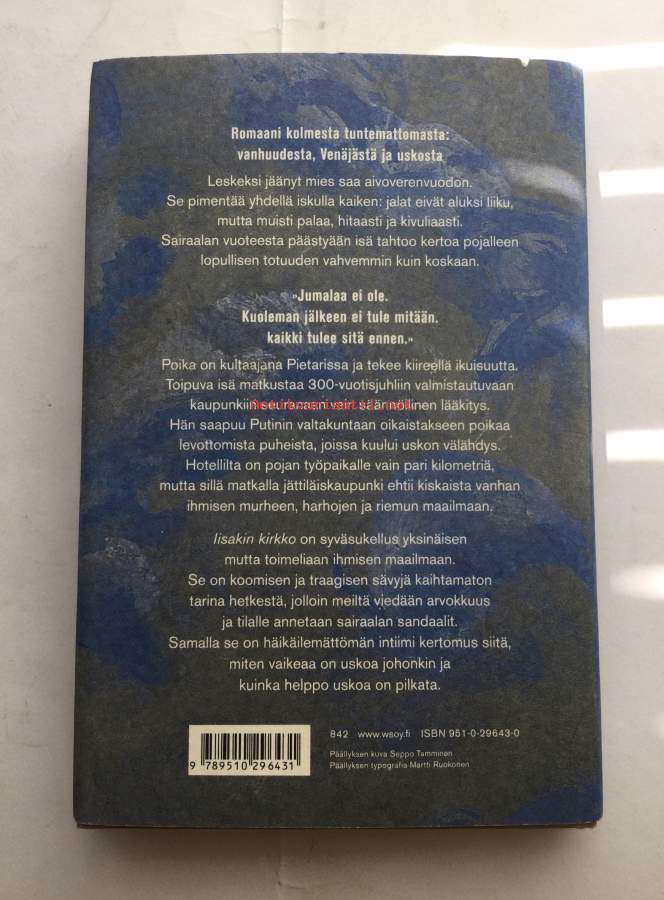 Romaani kolmesta tuntemattomasta:
vanhuudesta, Venäjästä ja uskosta
Leskeksi jäänyt mies saa aivoverenvuodon.
Se pimentää yhdellä iskulla kaiken: jalat eivät aluksi liiku,
mutta muisti palaa, hitaasti ja kivuliaasti.
Sairaalan vuoteesta päästyään isä tahtoo kertoa pojalleen
lopullisen totuuden vahvemmin kuin koskaan.
»Jumalaa ei ole.
Kuoleman jälkeen ei tule mitään,
kaikki tulee sitä ennen.»
Poika on kultaajana Pietarissa ja tekee kiireellä ikuisuutta.
Toipuva isä matkustaa 300-vuotisjuhliin valmistautuvaan
kaupunkiin seuranaan vain säännöllinen lääkitys.
Hän saapuu Putinin valtakuntaan oikaistakseen poikaa
levottomista puheista, joissa kuului uskon välähdys.
Hotellilta on pojan työpaikalle vain pari kilometriä,
mutta sillä matkalla jättiläiskaupunki ehtii kiskaista vanhan
ihmisen murheen, harhojen ja riemun maailmaan.
Iisakin kirkko on syväsukellus yksinäisen
mutta toimeliaan ihmisen maailmaan.
Se on koomisen ja traagisen sävyjä kaihtamaton
tarina hetkestä, jolloin meiltä viedään arvokkuus
ja tilalle annetaan sairaalan sandaalit.
Samalla se on häikäilemättömän intiimi kertomus siitä,
miten vaikeaa on uskoa johonkin ja
kuinka helppo uskoa on pilkata.
842 www.wsoy.fi ISBN 951-0-29643-0
Päällyksen kuva Seppo Tamminen
Päällyksen typografia Martti Ruokonen
9 789510 296431